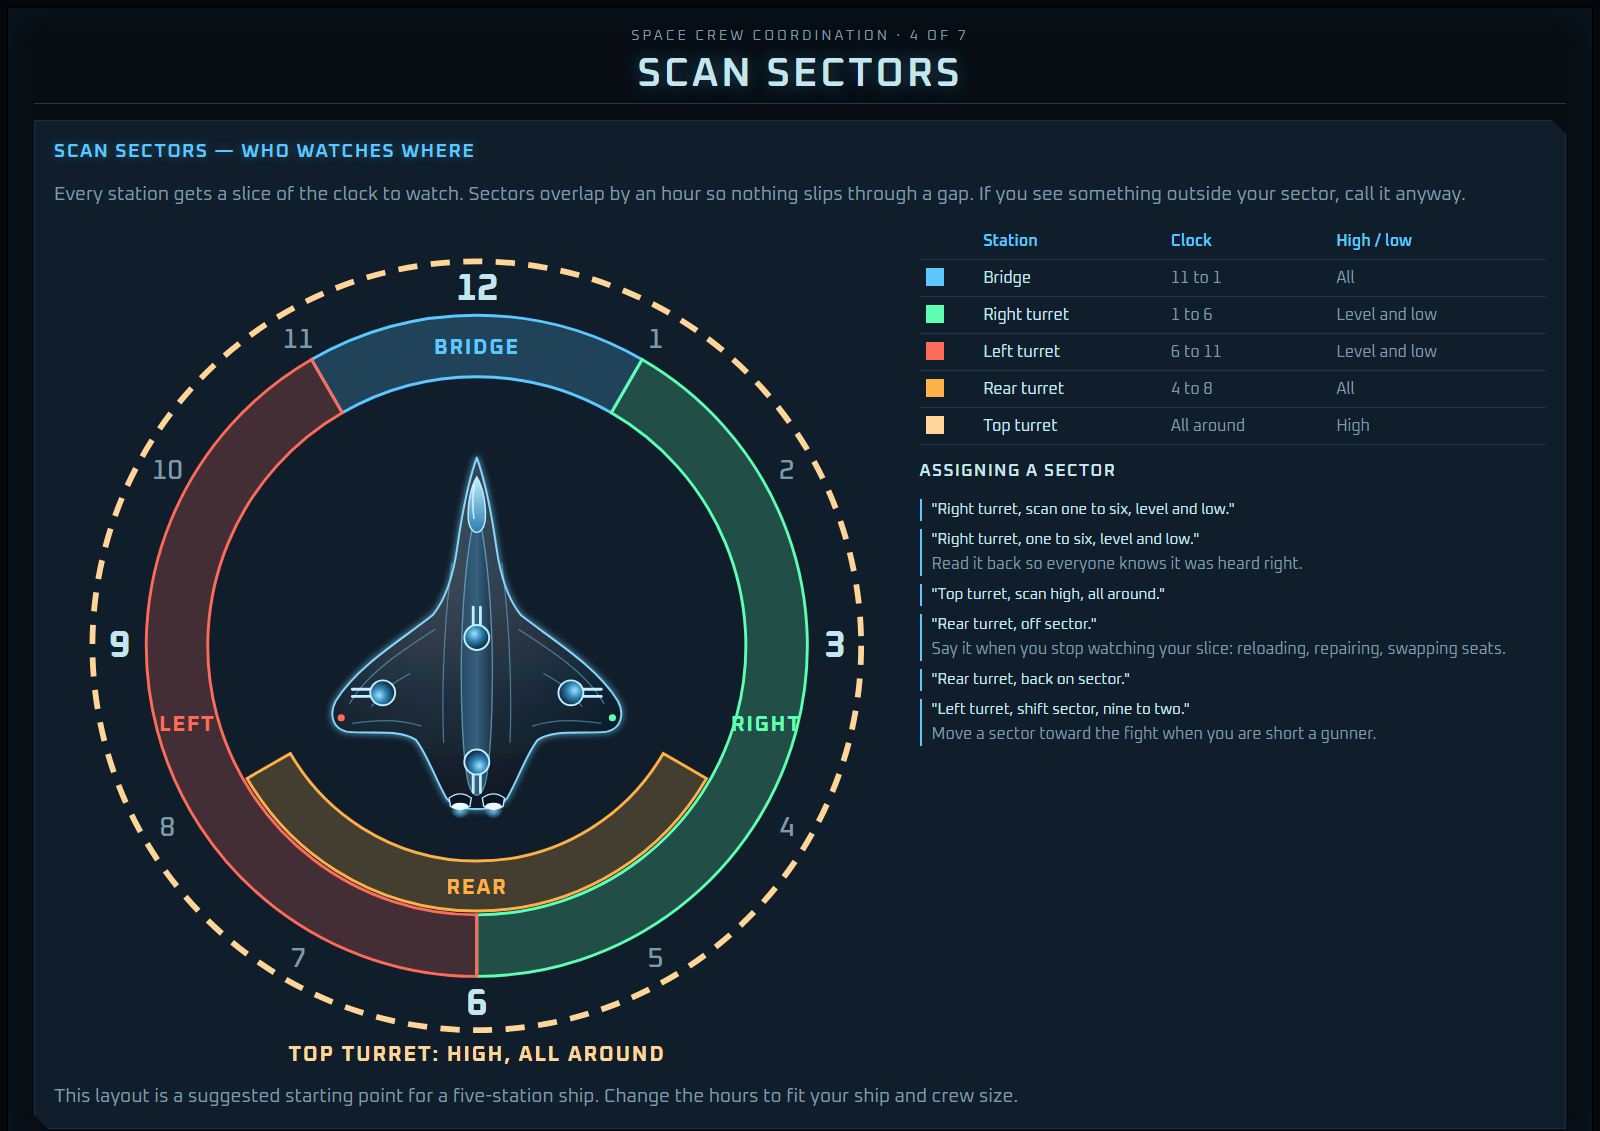 SPACE CREW COORDINATION · 4 OF 7
SCAN SECTORS
SCAN SECTORS — WHO WATCHES WHERE
Every station gets a slice of the clock to watch. Sectors overlap by an hour so nothing slips through a gap. If you see something outside your sector, call it anyway.
12
11
1
BRIDGE
10
2
9
3
LEFT
RIGHT
8
4
REAR
7
5
6
TOP TURRET: HIGH, ALL AROUND
Station Clock High / low
Bridge 11 to 1 All
Right turret 1 to 6 Level and low
Left turret 6 to 11 Level and low
Rear turret 4 to 8 All
Top turret All around High
ASSIGNING A SECTOR
"Right turret, scan one to six, level and low."
"Right turret, one to six, level and low."
Read it back so everyone knows it was heard right.
"Top turret, scan high, all around."
"Rear turret, off sector."
Say it when you stop watching your slice: reloading, repairing, swapping seats.
"Rear turret, back on sector."
"Left turret, shift sector, nine to two."
Move a sector toward the fight when you are short a gunner.
This layout is a suggested starting point for a five-station ship. Change the hours to fit your ship and crew size.